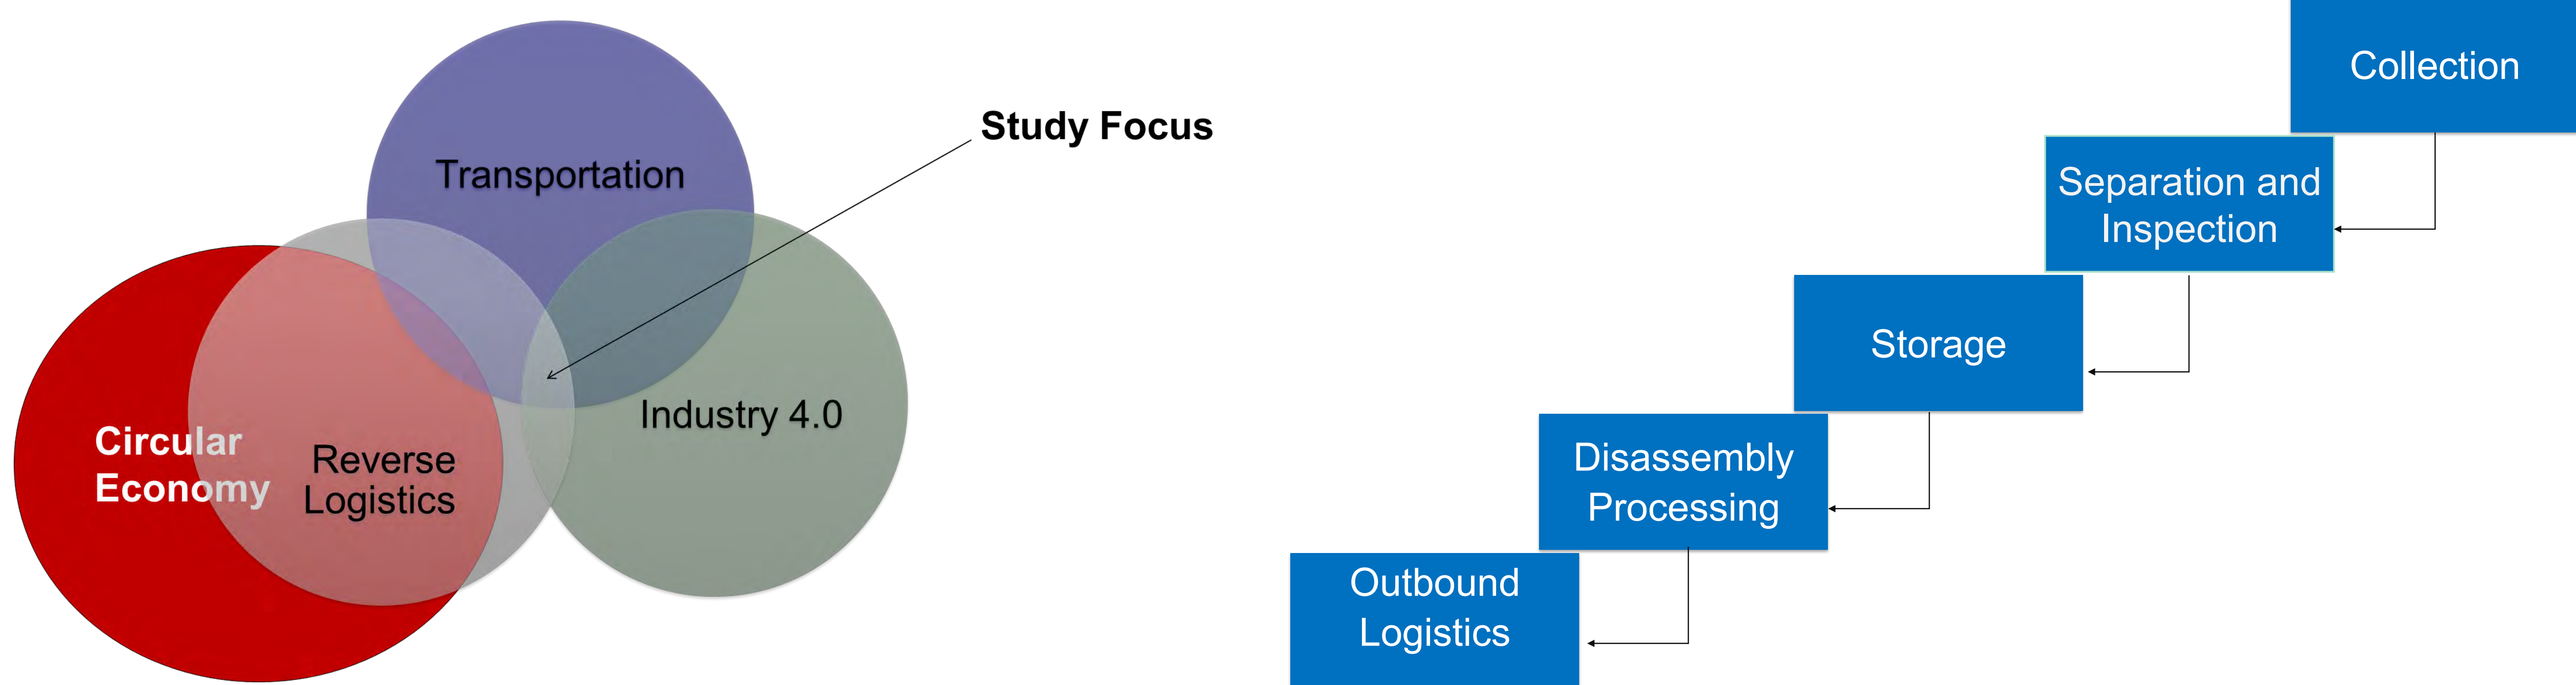 Transportation
Study Focus
Industry 4.0
Circular
Economy
Reverse
Logistics
Collection
Separation and
Inspection
Storage
Disassembly
Processing
Outbound
Logistics